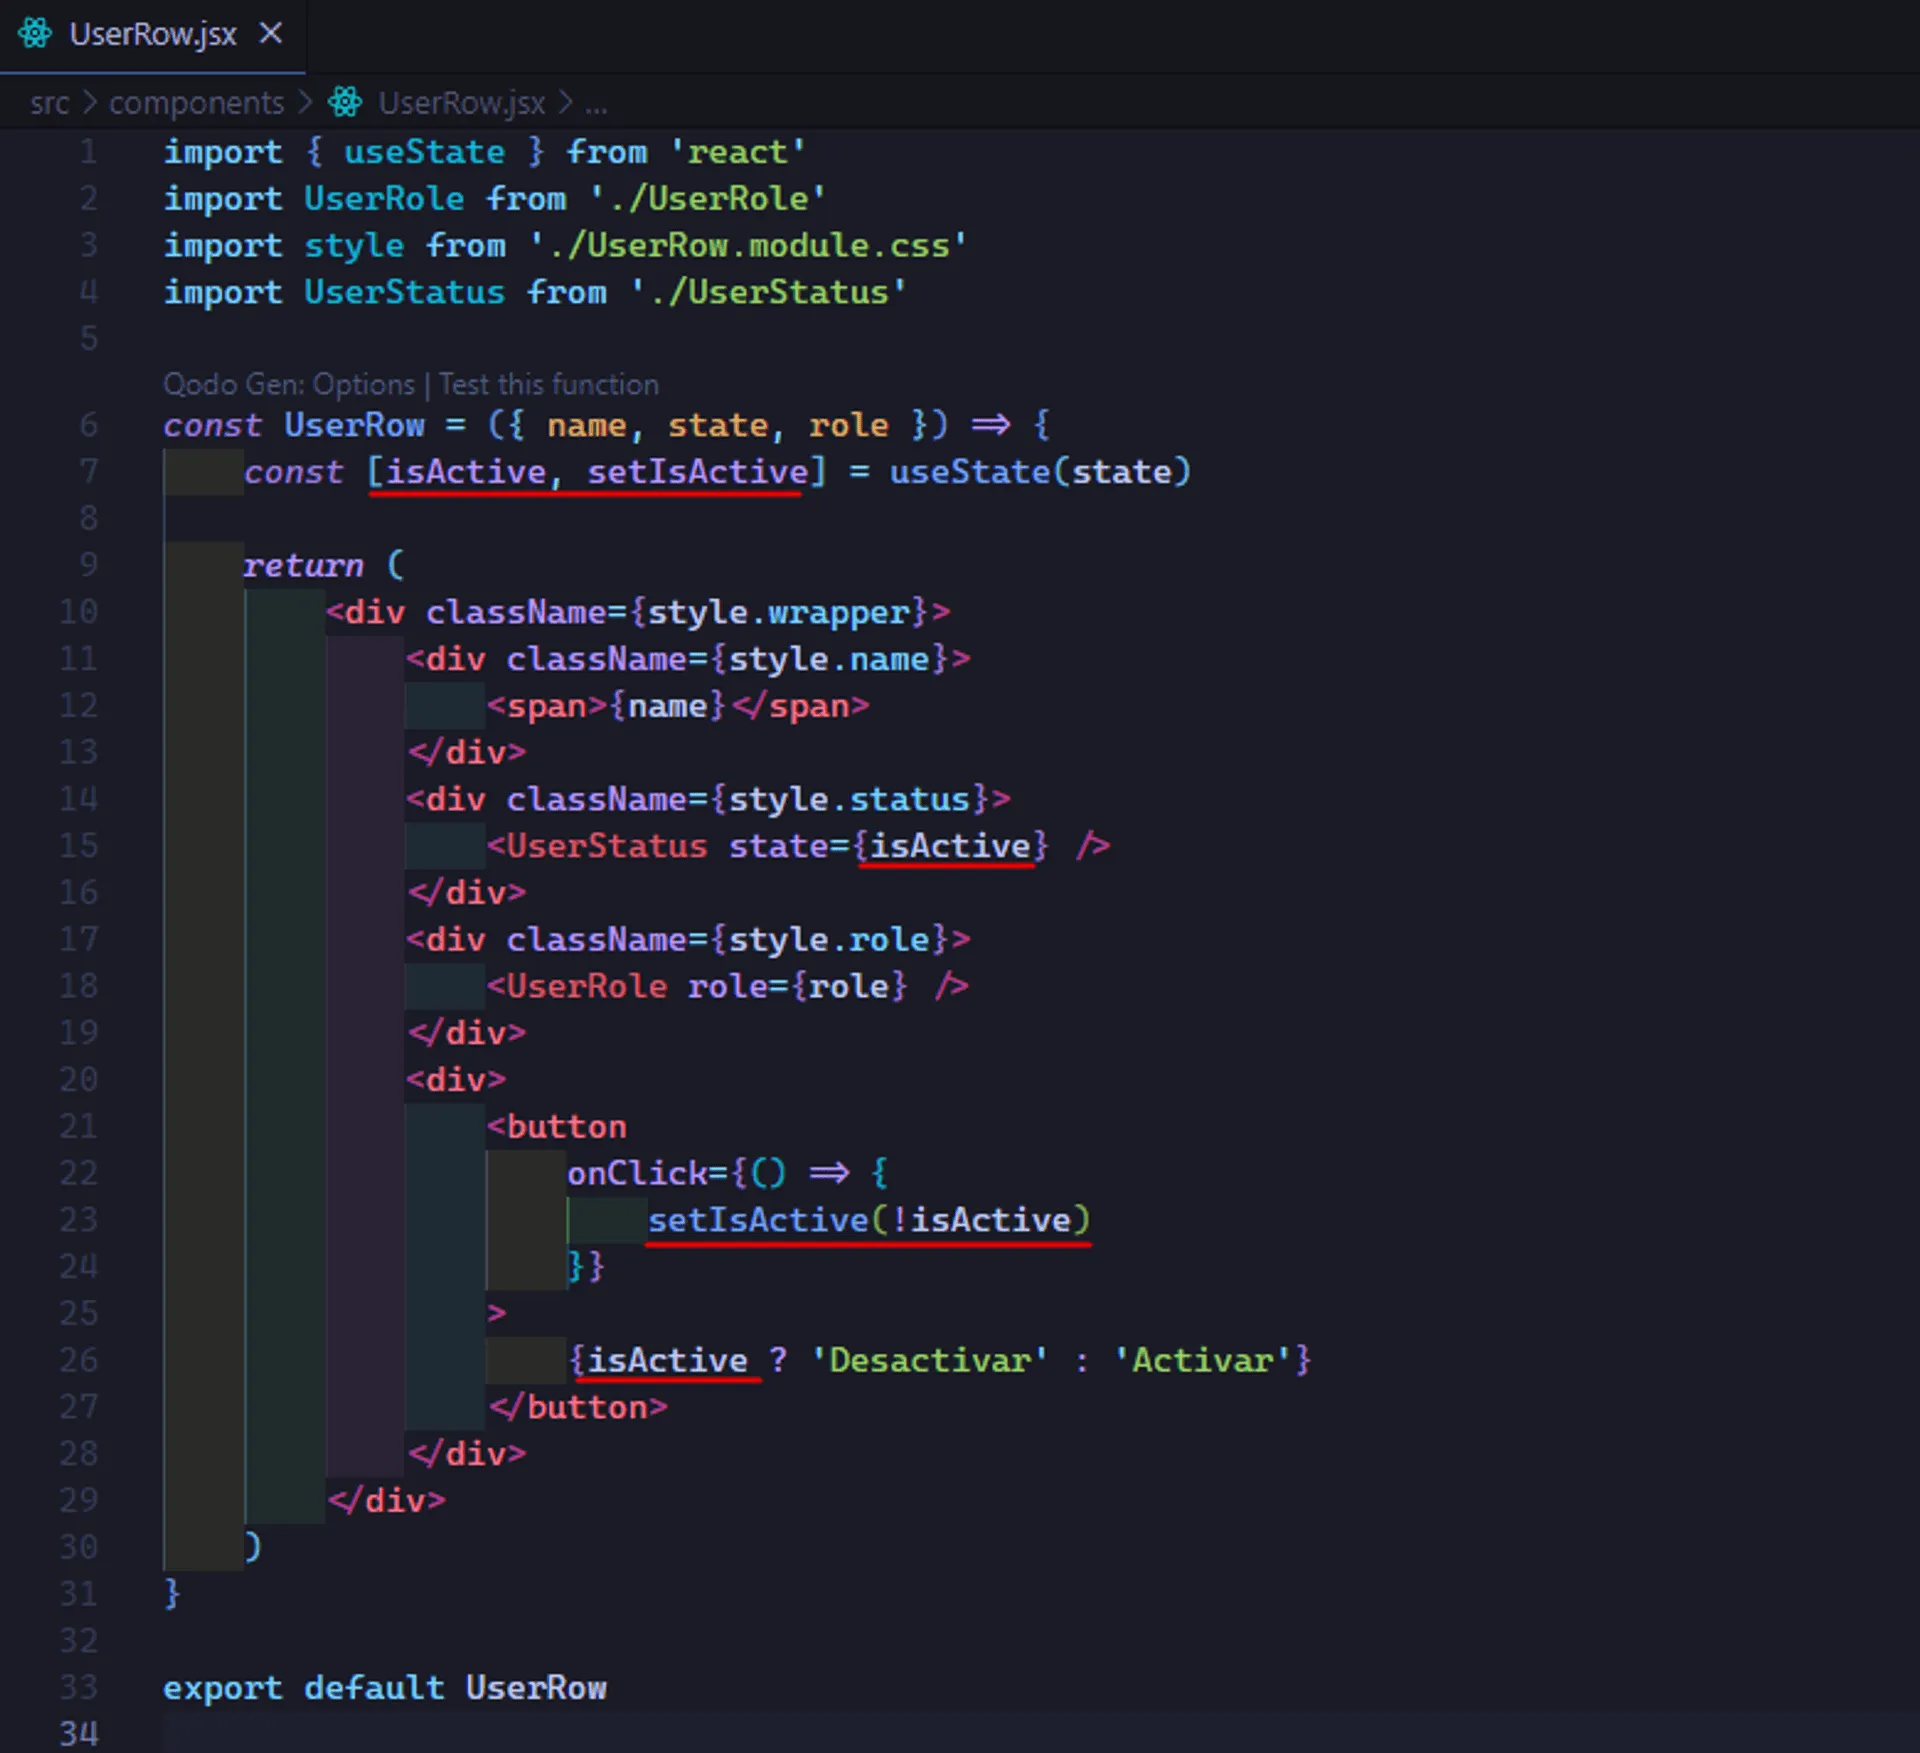 UserRow.jsx ×
src > components > UserRow.jsx > ...
1 import { useState } from 'react'
2 import UserRole from './UserRole'
3 import style from './UserRow.module.css'
4 import UserStatus from './UserStatus'
5
Qodo Gen: Options | Test this function
6 const UserRow = ({ name, state, role }) => {
7     const [isActive, setIsActive] = useState(state)
8
9     return (
10         <div className={style.wrapper}>
11             <div className={style.name}>
12                 <span>{name}</span>
13             </div>
14             <div className={style.status}>
15                 <UserStatus state={isActive} />
16             </div>
17             <div className={style.role}>
18                 <UserRole role={role} />
19             </div>
20             <div>
21                 <button
22                     onClick={() => {
23                         setIsActive(!isActive)
24                     }}
25                 >
26                     {isActive ? 'Desactivar' : 'Activar'}
27                 </button>
28             </div>
29         </div>
30     )
31 }
32
33 export default UserRow
34